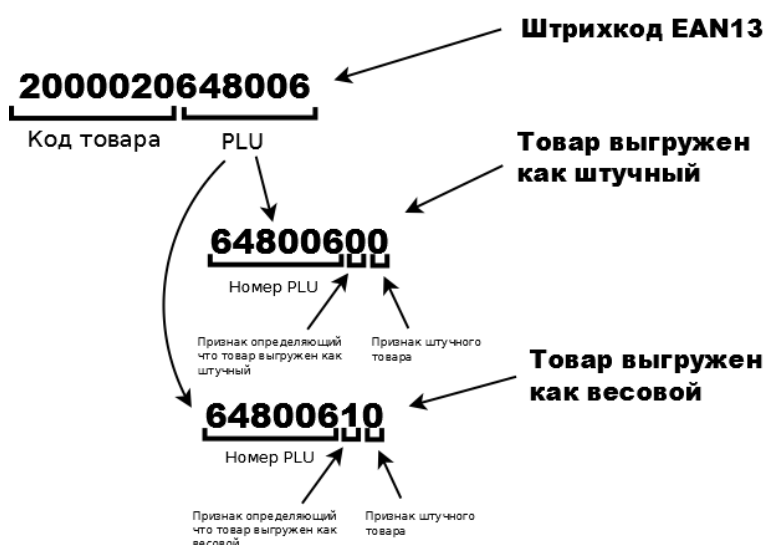 Штрихкод EAN13
2000020648006
Код товара
PLU
Товар выгружен
как штучный
64800600
Номер PLU
Признак определяющий
что товар выгружен как
штучный
Признак штучного
товара
Товар выгружен
как весовой
64800610
Номер PLU
Признак определяющий
что товар выгружен как
весовой
Признак штучного
товара